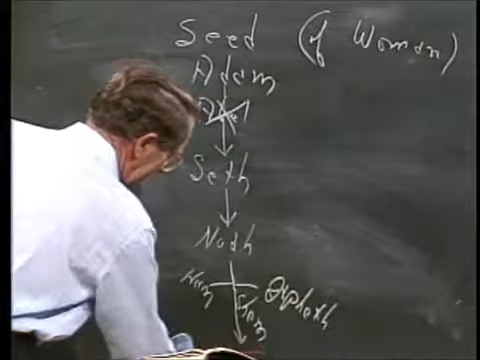 Seed (of Woman)
Adam
Abel
Seth
Noah
Ham Shem Japheth